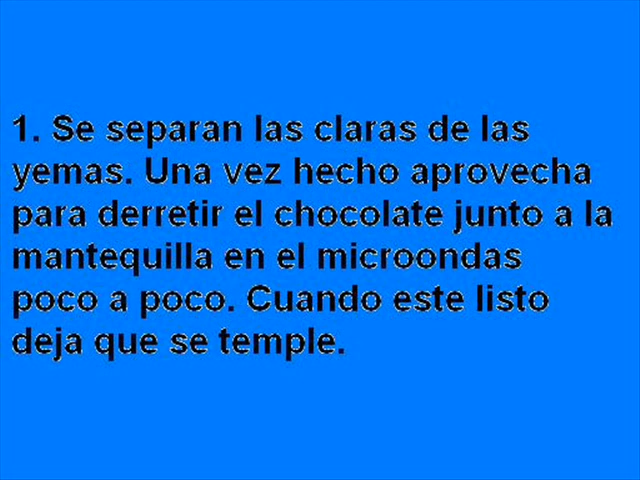 1. Se separan las claras de las
yemas. Una vez hecho aprovecha
para derretir el chocolate junto a la
mantequilla en el microondas
poco a poco. Cuando este listo
deja que se temple.